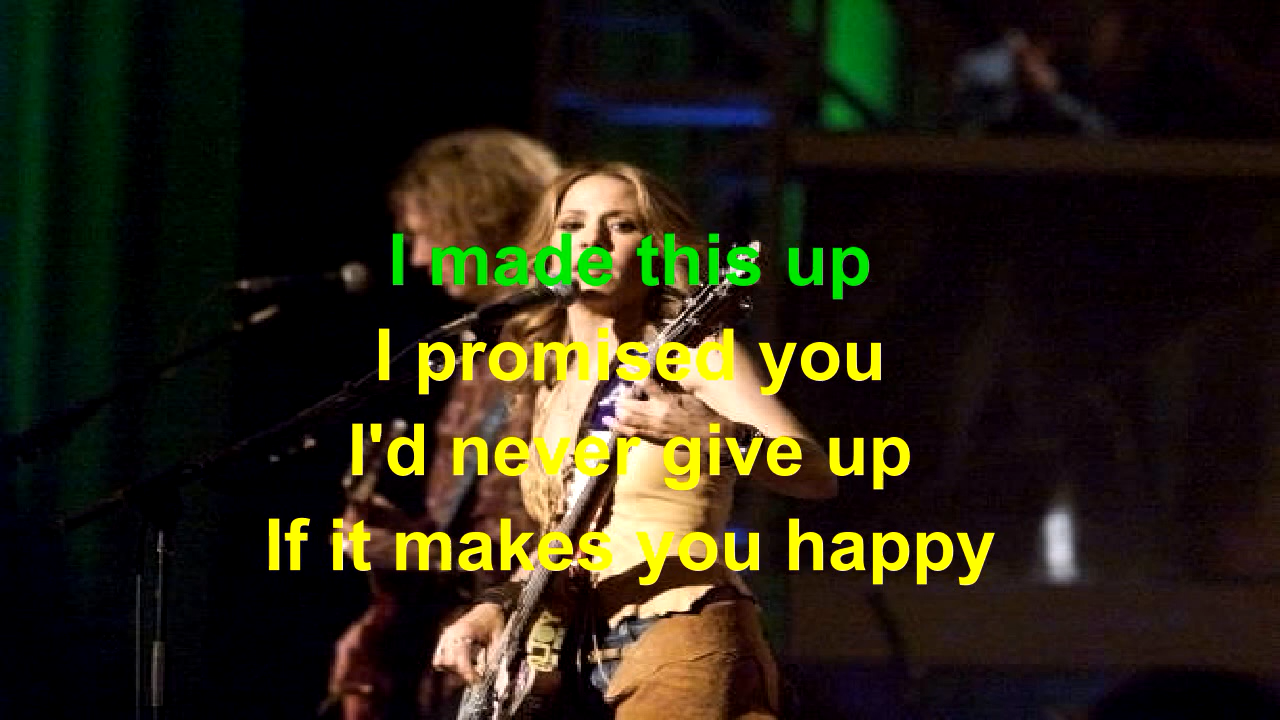 I made this up
I promised you
I'd never give up
If it makes you happy